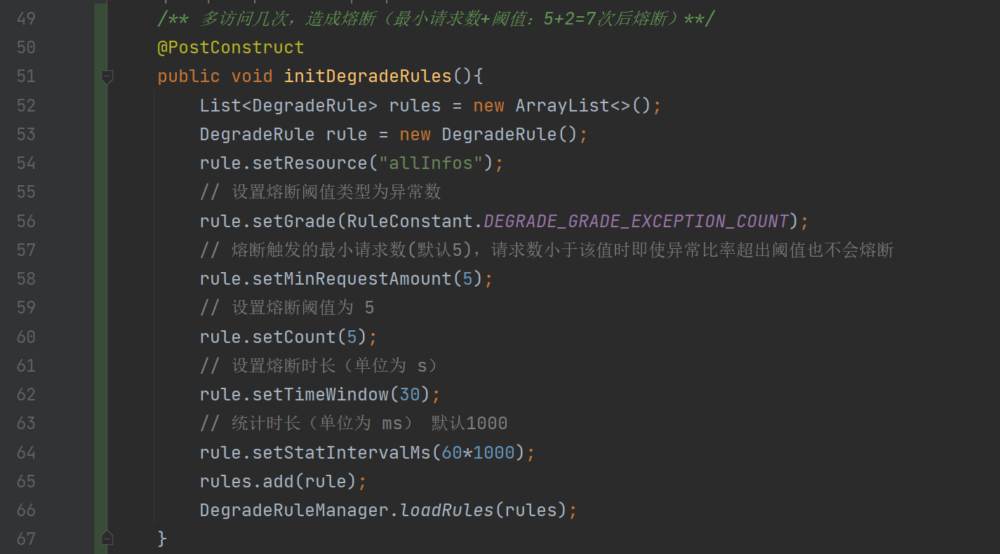 49 /** 多访问几次，造成熔断（最小请求数+阈值：5+2=7次后熔断）**/
50 @PostConstruct
51 public void initDegradeRules(){
52 List<DegradeRule> rules = new ArrayList<>();
53 DegradeRule rule = new DegradeRule();
54 rule.setResource("allInfos");
55 // 设置熔断阈值类型为异常数
56 rule.setGrade(RuleConstant.DEGRADE_GRADE_EXCEPTION_COUNT);
57 // 熔断触发的最小请求数(默认5)，请求数小于该值时即使异常比率超出阈值也不会熔断
58 rule.setMinRequestAmount(5);
59 // 设置熔断阈值为 5
60 rule.setCount(5);
61 // 设置熔断时长（单位为 s）
62 rule.setTimeWindow(30);
63 // 统计时长（单位为 ms） 默认1000
64 rule.setStatIntervalMs(60*1000);
65 rules.add(rule);
66 DegradeRuleManager.loadRules(rules);
67 }